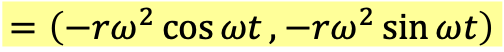 = (−rω² cos ωt , −rω² sin ωt)